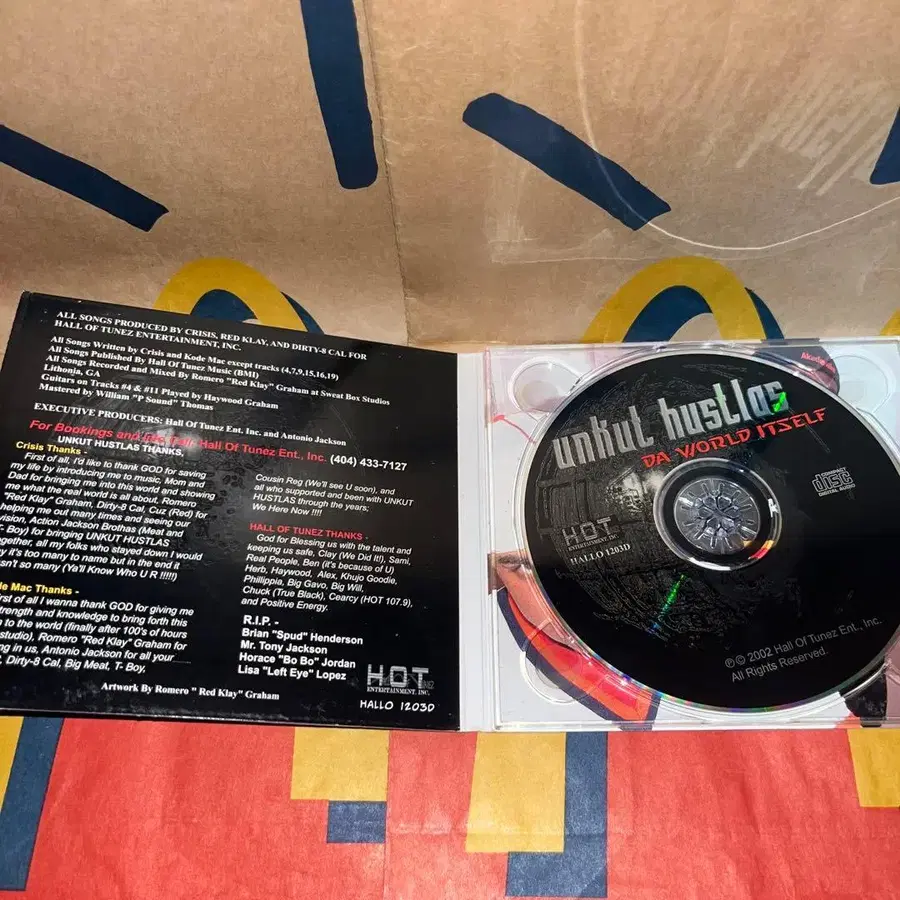 ALL SONGS PRODUCED BY CRISIS, RED KLAY, AND DIRTY-8 CAL FOR
HALL OF TUNEZ ENTERTAINMENT, INC.
All Songs Written by Crisis and Kode Mac except tracks (4,7,9,15,16,19)
All Songs Published By Hall Of Tunez Music (BMI)
All Songs Recorded and Mixed By Romero "Red Klay" Graham at Sweat Box Studios
Lithonja, GA
Guitars on Tracks #4 & #11 Played by Haywood Graham
Mastered by William "P Sound" Thomas
EXECUTIVE PRODUCERS: Hall Of Tunez Ent. Inc. and Antonio Jackson
For Bookings and Info Call: Hall Of Tunez Ent., Inc. (404) 433-7127
UNKUT HUSTLAS THANKS,
Crisis Thanks -
First of all, I'd like to thank GOD for saving
my life by introducing me to music, Mom and
Dad for bringing me into this world and showing
me what the real world is all about, Romero
"Red Klay" Graham, Dirty-8 Cal, Cuz (Red) for
helping me out many times and seeing our
vision, Action Jackson Brothas (Meat and
T- Boy) for bringing UNKUT HUSTLAS
together, all my folks who stayed down I would
y it's too many to name but in the end it
sn't so many (Ya'll Know Who U R !!!!!)
de Mac Thanks -
irst of all I wanna thank GOD for giving me
strength and knowledge to bring forth this
to the world (finally after 100's of hours
studio), Romero "Red Klay" Graham for
ng in us, Antonio Jackson for all your
, Dirty-8 Cal, Big Meat, T- Boy,
Cousin Reg (We'll see U soon), and
all who supported and been with UNKUT
HUSTLAS through the years;
We Here Now !!!!
HALL OF TUNEZ THANKS -
God for Blessing us with the talent and
keeping us safe, Clay (We Did It!), Sami,
Real People, Ben (it's because of U)
Herb, Haywood, Alex, Khujo Goodie,
Phillippia, Big Gavo, Big Will,
Chuck (True Black), Cearcy (HOT 107.9),
and Positive Energy.
R.I.P. -
Brian "Spud" Henderson
Mr. Tony Jackson
Horace "Bo Bo" Jordan
Lisa "Left Eye" Lopez
Artwork By Romero " Red Klay" Graham
HOT
ENTERTAINMENT, INC.
HALLO 1203D
unkut hustlas
DA WORLD ITSELF
COMPACT
disc
DIGITAL AUDIO
HOT
ENTERTAINMENT, INC.
HALLO 1203D
℗© 2002 Hall Of Tunez Ent., Inc.
All Rights Reserved.